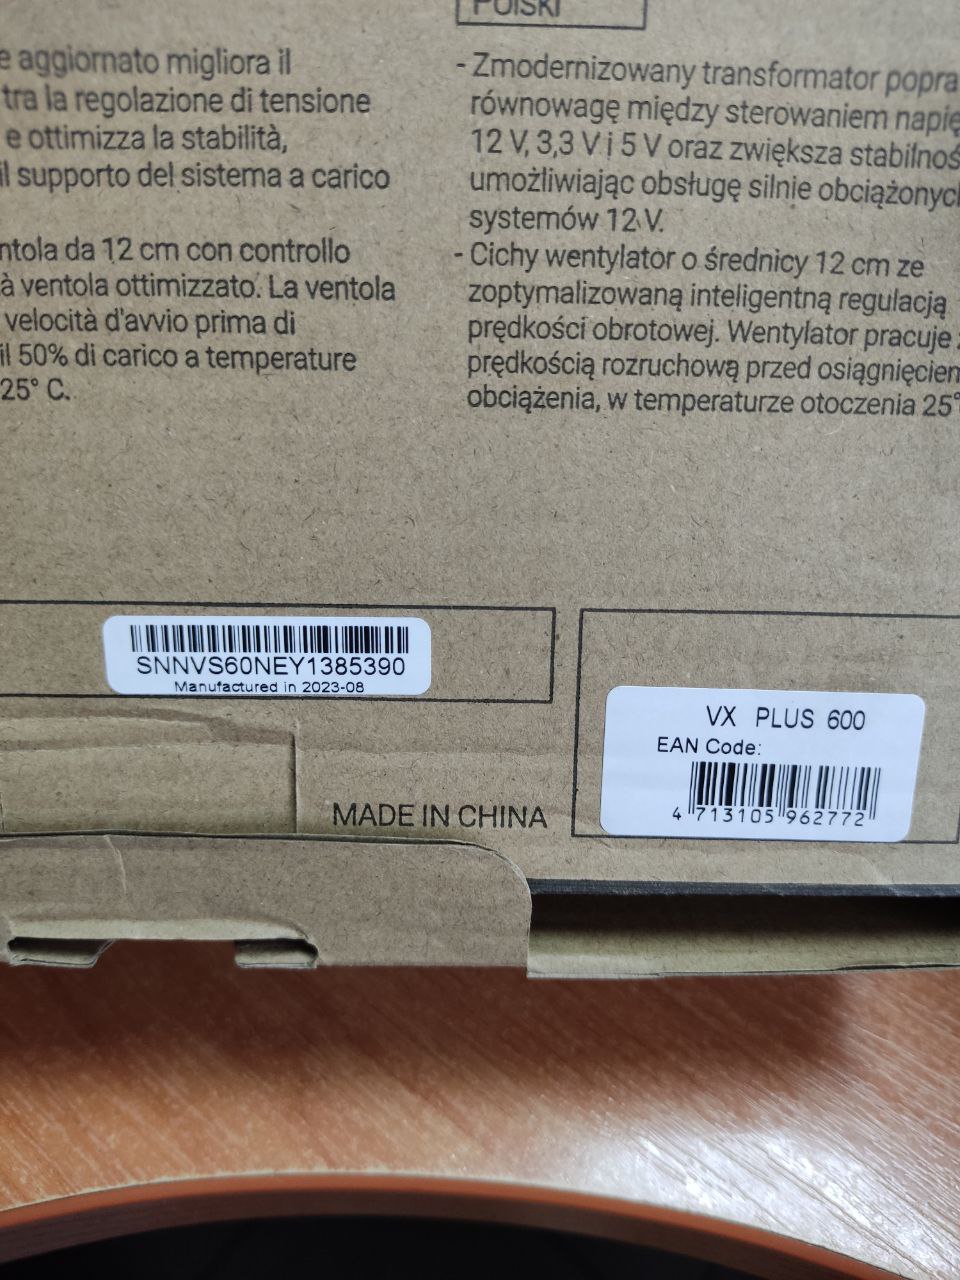 e aggiornato migliora il
tra la regolazione di tensione
e ottimizza la stabilità,
il supporto del sistema a carico
ntola da 12 cm con controllo
à ventola ottimizzato. La ventola
velocità d'avvio prima di
il 50% di carico a temperature
25° C.
Polski
- Zmodernizowany transformator popra
równowagę między sterowaniem napię
12 V, 3,3 V i 5 V oraz zwiększa stabilnoś
umożliwiając obsługę silnie obciążonych
systemów 12 V.
- Cichy wentylator o średnicy 12 cm ze
zoptymalizowaną inteligentną regulacją
prędkości obrotowej. Wentylator pracuje z
prędkością rozruchową przed osiągnięciem
obciążenia, w temperaturze otoczenia 25°
SNNVS60NEY1385390
Manufactured in 2023-08
MADE IN CHINA
VX PLUS 600
EAN Code:
4 713105 962772